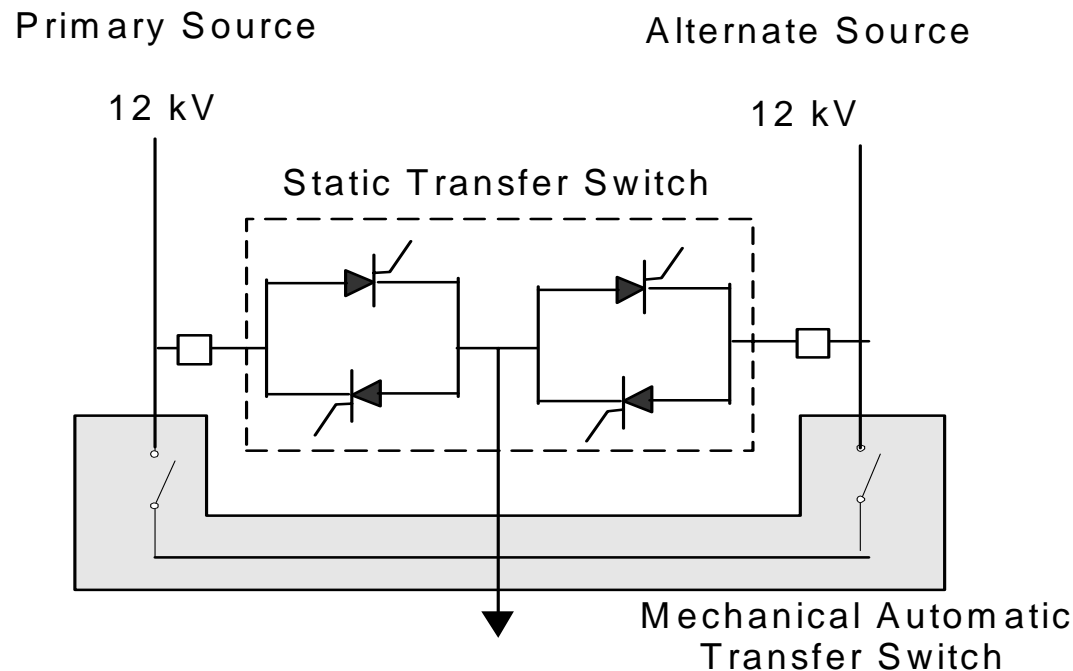 Primary Source
Alternate Source
12 kV
12 kV
Static Transfer Switch
Mechanical Automatic
Transfer Switch